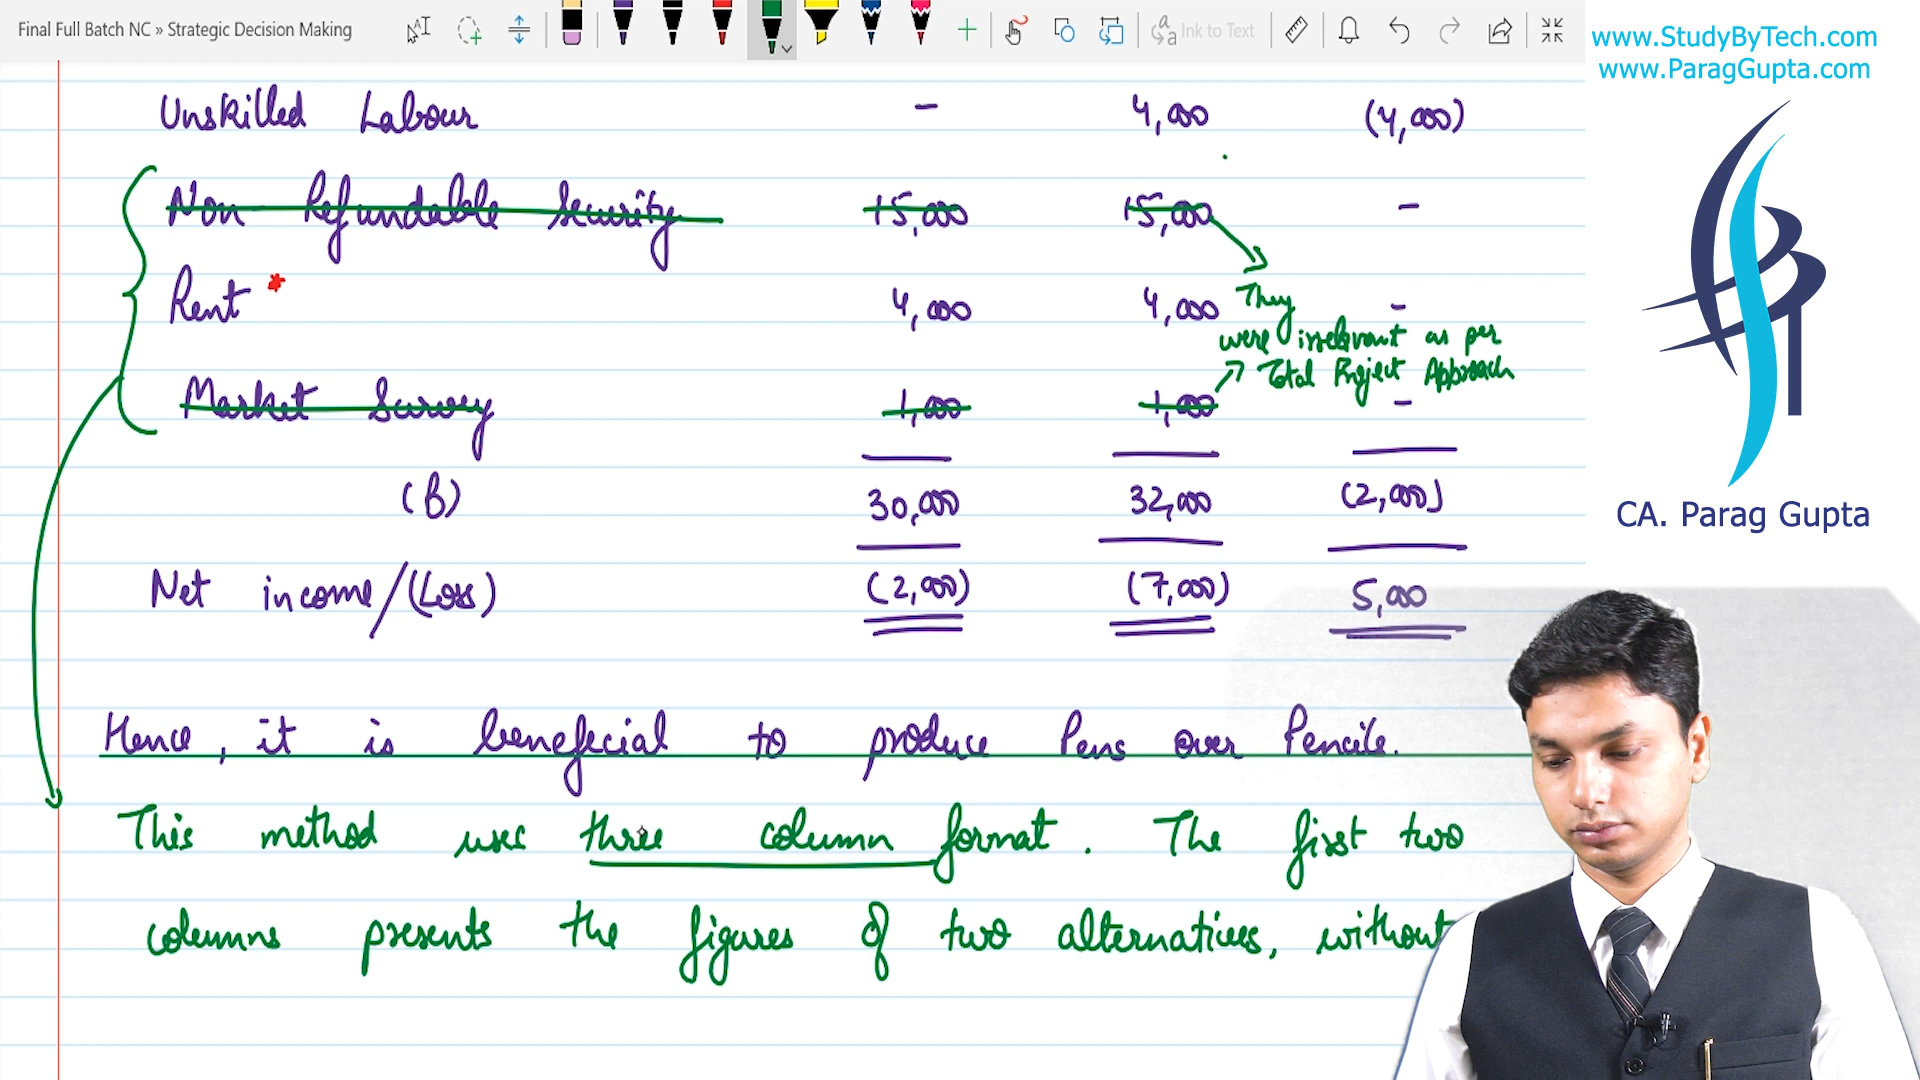 Final Full Batch NC » Strategic Decision Making
Ink to Text
www.StudyByTech.com
www.ParagGupta.com
Unskilled Labour - 4,000 (4,000)
Non Refundable Security 15,000 15,000 -
Rent * 4,000 4,000 -
They
were irrelevant as per
Total Project Approach
Market Survey 1,000 1,000 -
(B) 30,000 32,000 (2,000)
CA. Parag Gupta
Net income/(Loss) (2,000) (7,000) 5,000
Hence, it is beneficial to produce Pens over Pencils.
This method uses three column format. The first two
columns presents the figures of two alternatives, without